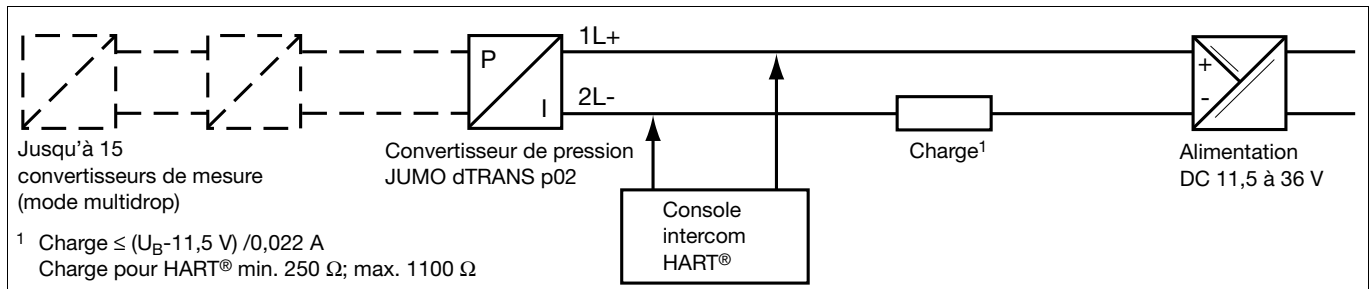 1L+
P
I
2L-
+
-
Jusqu'à 15
convertisseurs de mesure
(mode multidrop)
Convertisseur de pression
JUMO dTRANS p02
Charge¹
Alimentation
DC 11,5 à 36 V
Console
intercom
HART®
¹ Charge ≤ (U_B-11,5 V) /0,022 A
Charge pour HART® min. 250 Ω; max. 1100 Ω